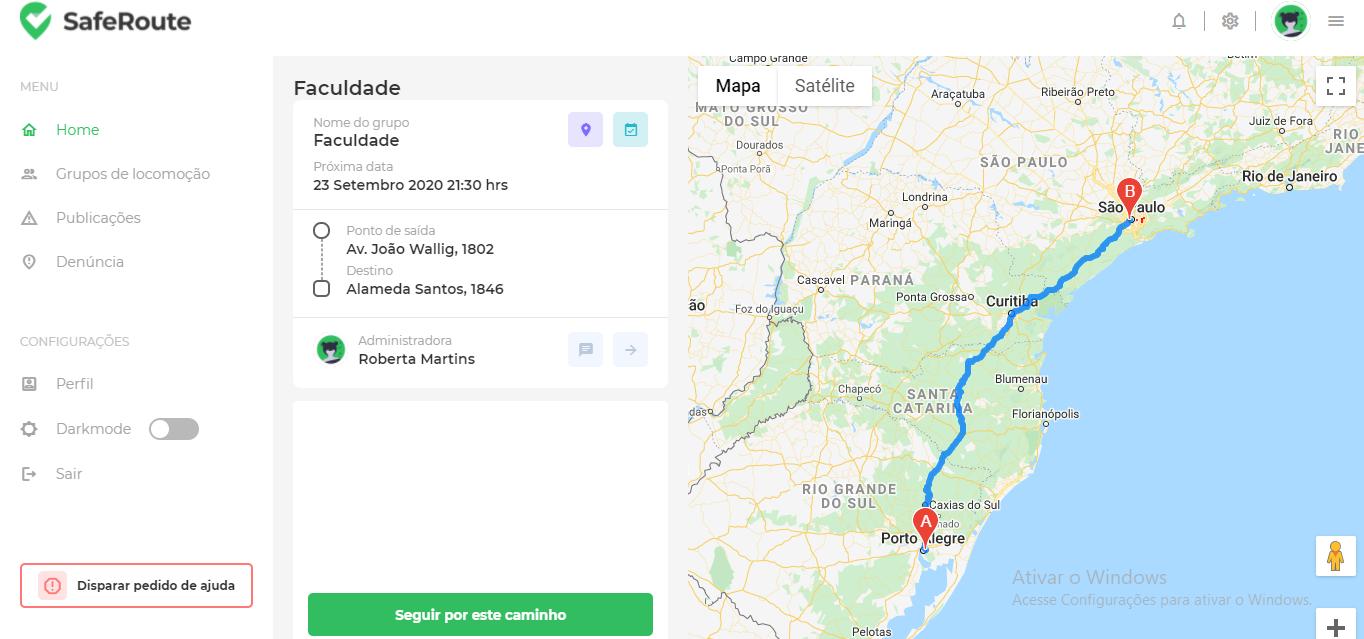 SafeRoute
MENU
Home
Grupos de locomoção
Publicações
Denúncia
CONFIGURAÇÕES
Perfil
Darkmode
Sair
Disparar pedido de ajuda
Faculdade
Nome do grupo
Faculdade
Próxima data
23 Setembro 2020 21:30 hrs
Ponto de saída
Av. João Wallig, 1802
Destino
Alameda Santos, 1846
Administradora
Roberta Martins
Seguir por este caminho
Mapa
Satélite
Campo Grande
MATO GROSSO
DO SUL
Araçatuba
Ribeirão Preto
Juiz de Fora
RIO
JANE
Dourados
Ponta Porã
SÃO PAULO
Rio de Janeiro
Londrina
Maringá
B
São Paulo
Cascavel
PARANÁ
Ponta Grossa
Curitiba
ão
Foz do Iguaçu
Blumenau
Chapecó
SANTA
CATARINA
Florianópolis
das
RIO GRANDE
DO SUL
Caxias do Sul
A
mado
Porto Alegre
Pelotas
Ativar o Windows
Acesse Configurações para ativar o Windows.